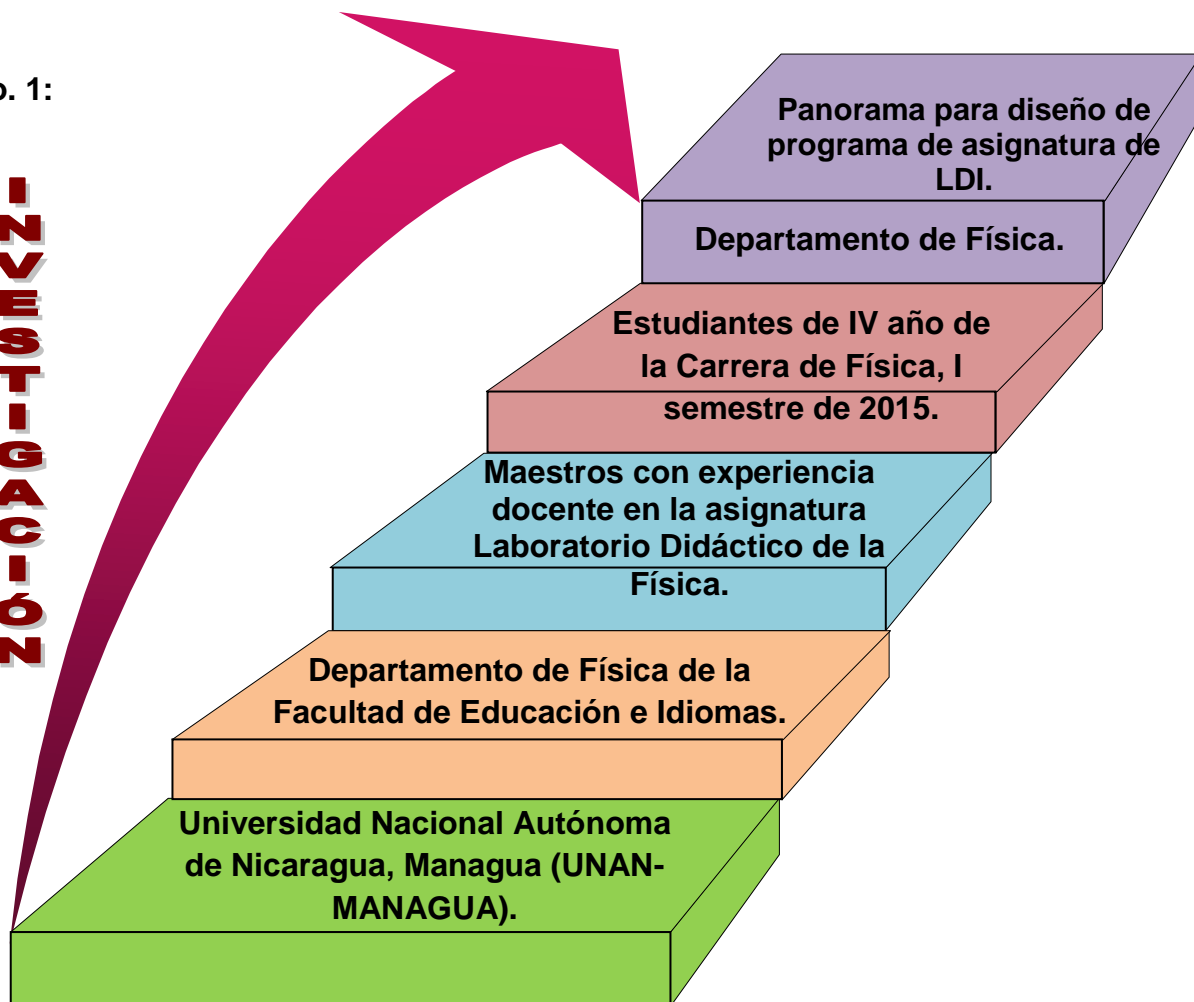 o. 1:
INVESTIGACIÓN
Panorama para diseño de
programa de asignatura de
LDI.
Departamento de Física.
Estudiantes de IV año de
la Carrera de Física, I
semestre de 2015.
Maestros con experiencia
docente en la asignatura
Laboratorio Didáctico de la
Física.
Departamento de Física de la
Facultad de Educación e Idiomas.
Universidad Nacional Autónoma
de Nicaragua, Managua (UNAN-
MANAGUA).